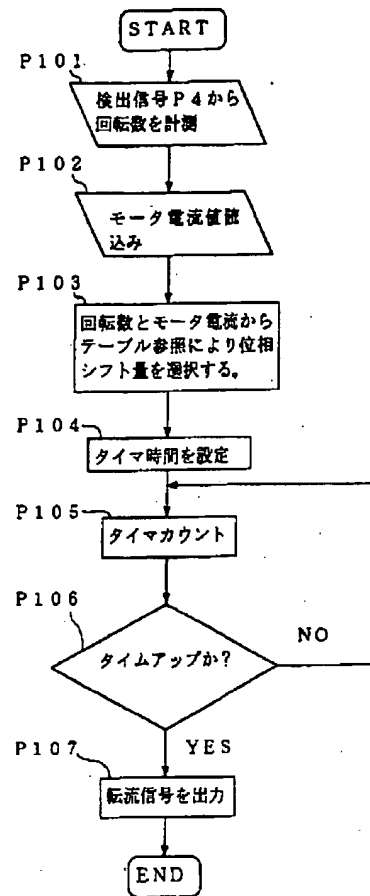 START
P101
検出信号P4から
回転数を計測
P102
モータ電流値読
込み
P103
回転数とモータ電流から
テーブル参照により位相
シフト量を選択する。
P104
タイマ時間を設定
P105
タイマカウント
P106
タイムアップか?
NO
YES
P107
転流信号を出力
END